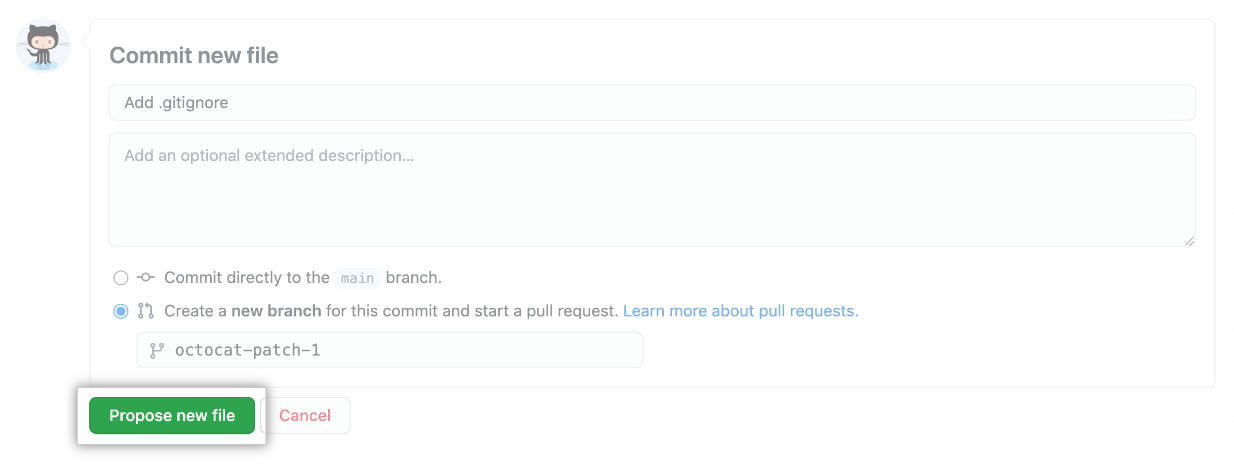 Commit new file
Add .gitignore
Add an optional extended description...
Commit directly to the main branch.
Create a new branch for this commit and start a pull request. Learn more about pull requests.
octocat-patch-1
Propose new file Cancel